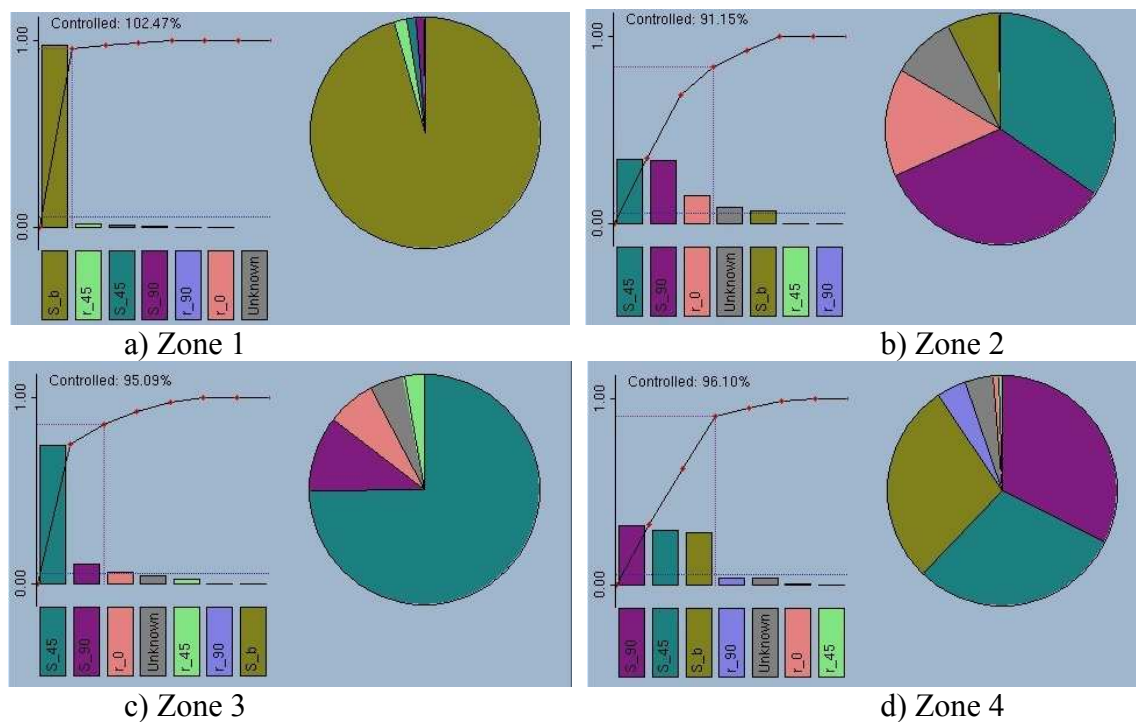 Controlled: 102.47%
1.00
0.00
S_b
r_45
S_45
S_90
r_90
r_0
Unknown
a) Zone 1
Controlled: 91.15%
1.00
0.00
S_45
S_90
r_0
Unknown
S_b
r_45
r_90
b) Zone 2
Controlled: 95.09%
1.00
0.00
S_45
S_90
r_0
Unknown
r_45
r_90
S_b
c) Zone 3
Controlled: 96.10%
1.00
0.00
S_90
S_45
S_b
r_90
Unknown
r_0
r_45
d) Zone 4